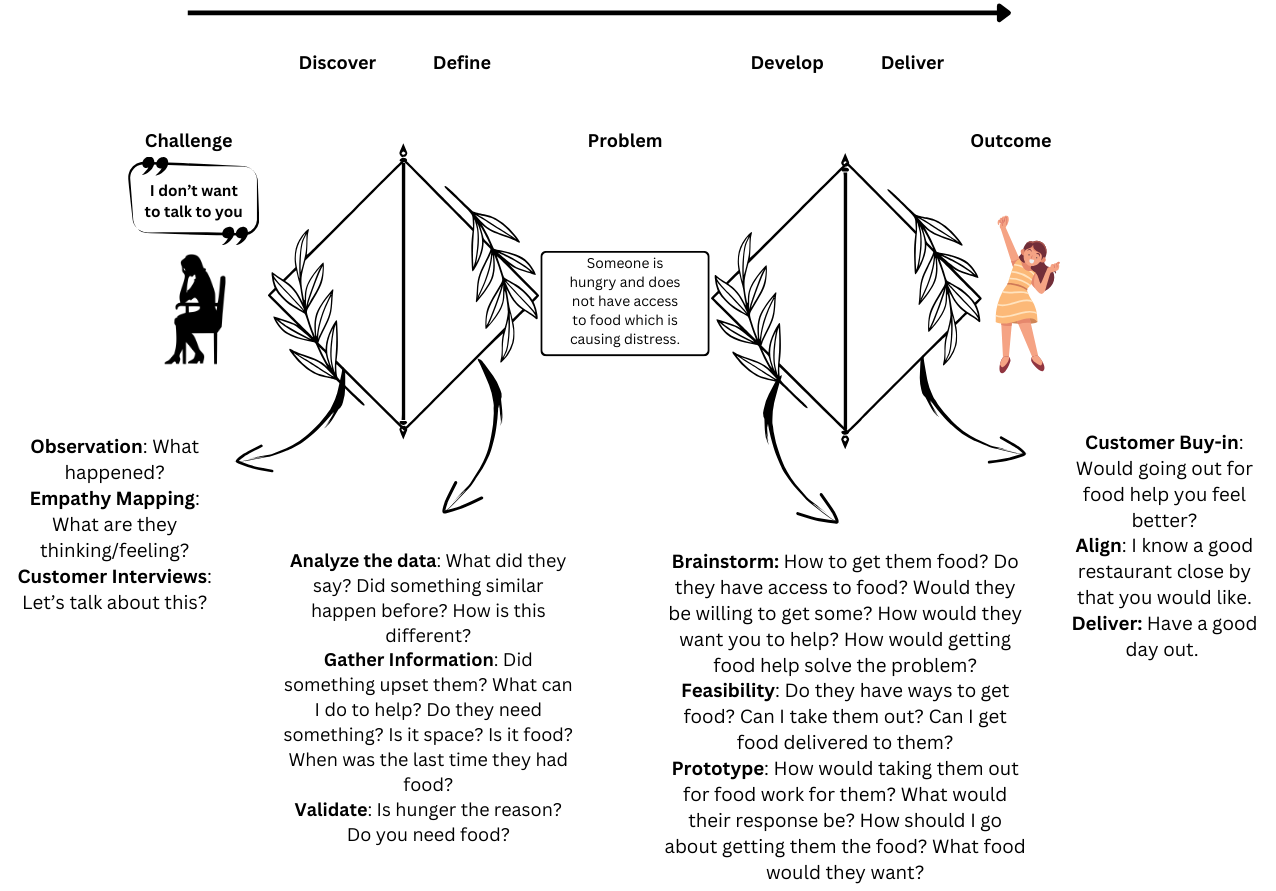 Discover
Define
Develop
Deliver
Challenge
Problem
Outcome
❞
I don’t want
to talk to you
❞
Someone is
hungry and does
not have access
to food which is
causing distress.
Observation: What
happened?
Empathy Mapping:
What are they
thinking/feeling?
Customer Interviews:
Let’s talk about this?
Analyze the data: What did they
say? Did something similar
happen before? How is this
different?
Gather Information: Did
something upset them? What can
I do to help? Do they need
something? Is it space? Is it food?
When was the last time they had
food?
Validate: Is hunger the reason?
Do you need food?
Brainstorm: How to get them food? Do
they have access to food? Would they
be willing to get some? How would they
want you to help? How would getting
food help solve the problem?
Feasibility: Do they have ways to get
food? Can I take them out? Can I get
food delivered to them?
Prototype: How would taking them out
for food work for them? What would
their response be? How should I go
about getting them the food? What food
would they want?
Customer Buy-in:
Would going out for
food help you feel
better?
Align: I know a good
restaurant close by
that you would like.
Deliver: Have a good
day out.